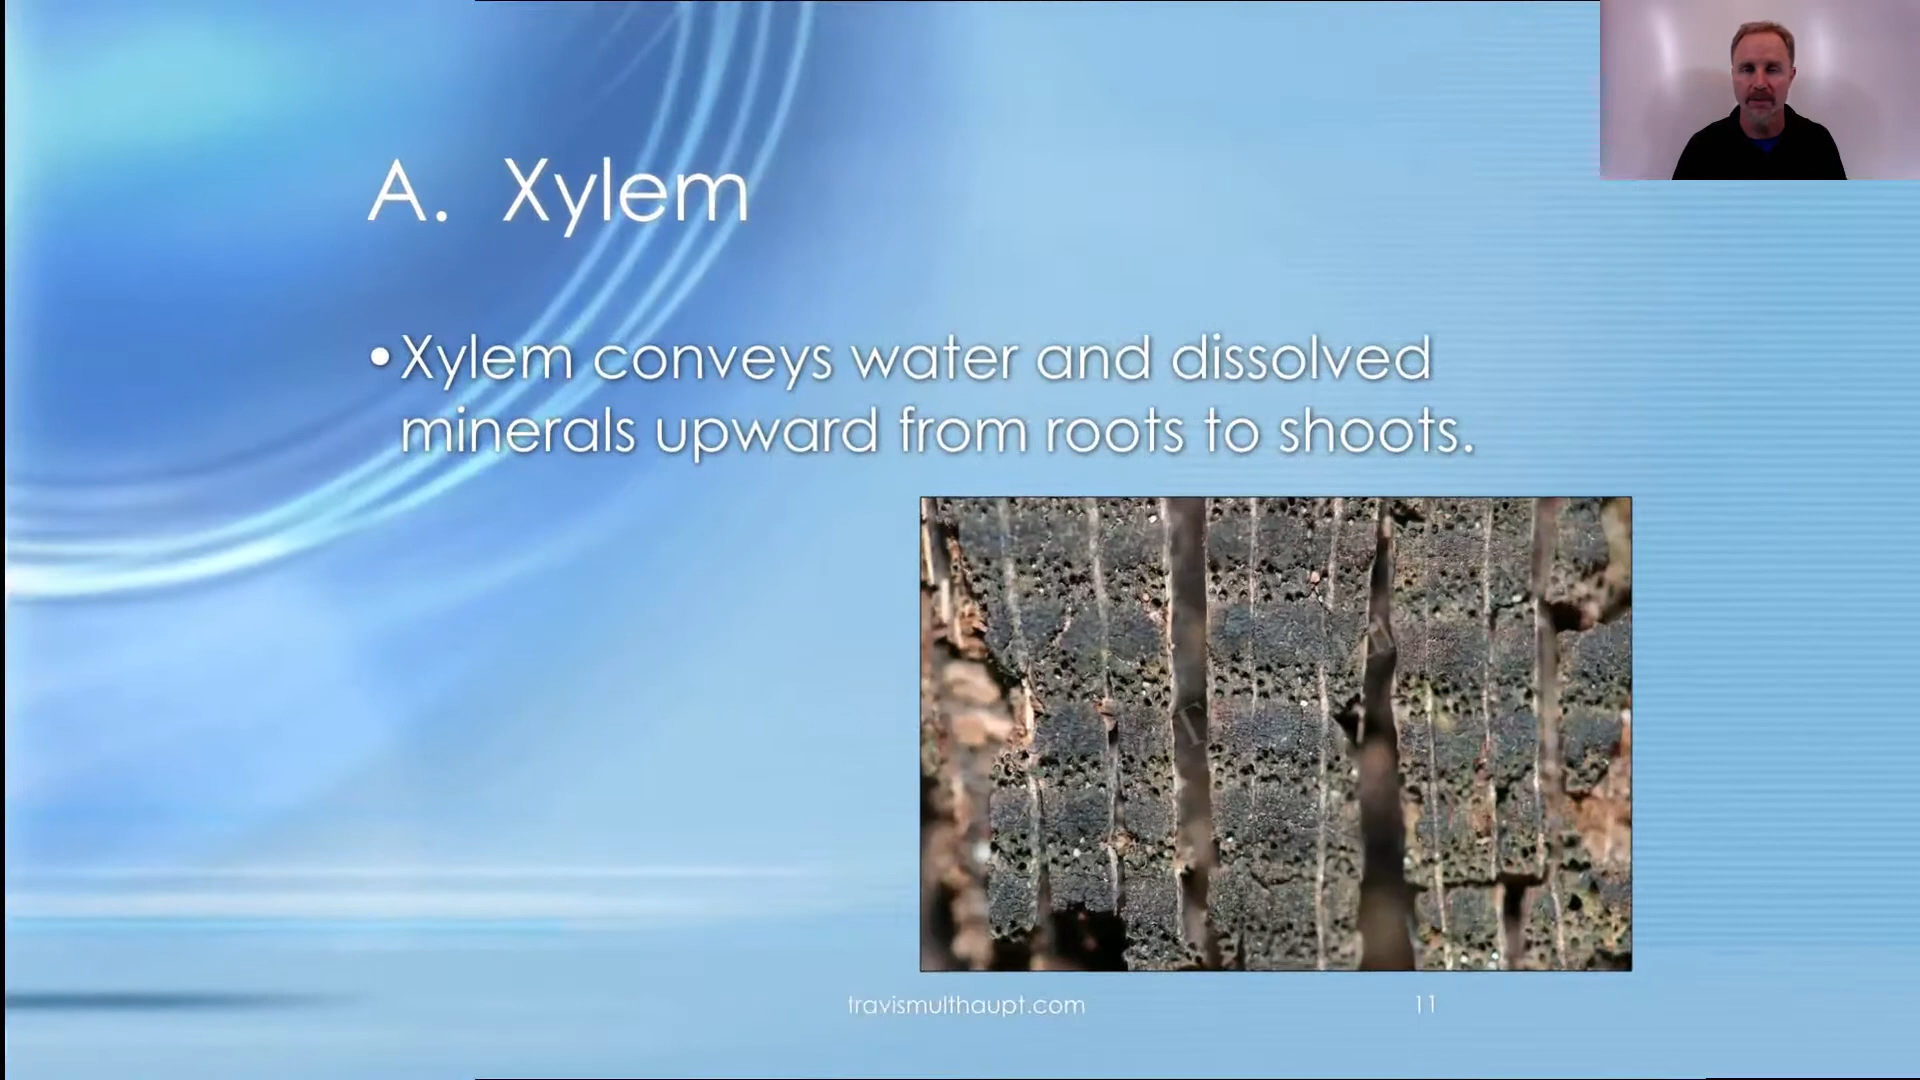 A. Xylem
•Xylem conveys water and dissolved
minerals upward from roots to shoots.
travismulthaupt.com
11